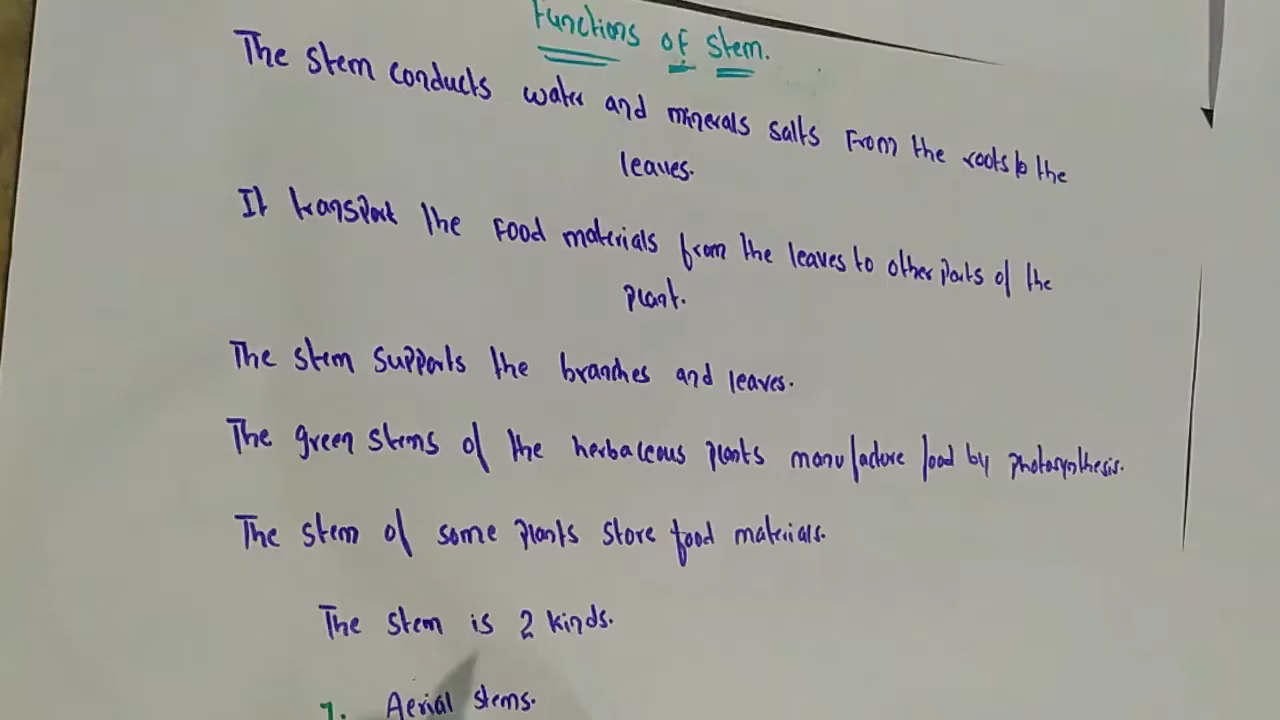 Functions of Stem.
The stem conducts water and minerals salts from the roots to the
leaves.
It transport the food materials from the leaves to other parts of the
plant.
The stem supports the branches and leaves.
The green stems of the herbaceous plants manufacture food by photosynthesis.
The stem of some plants store food materials.
The stem is 2 kinds.
1. Aerial stems.